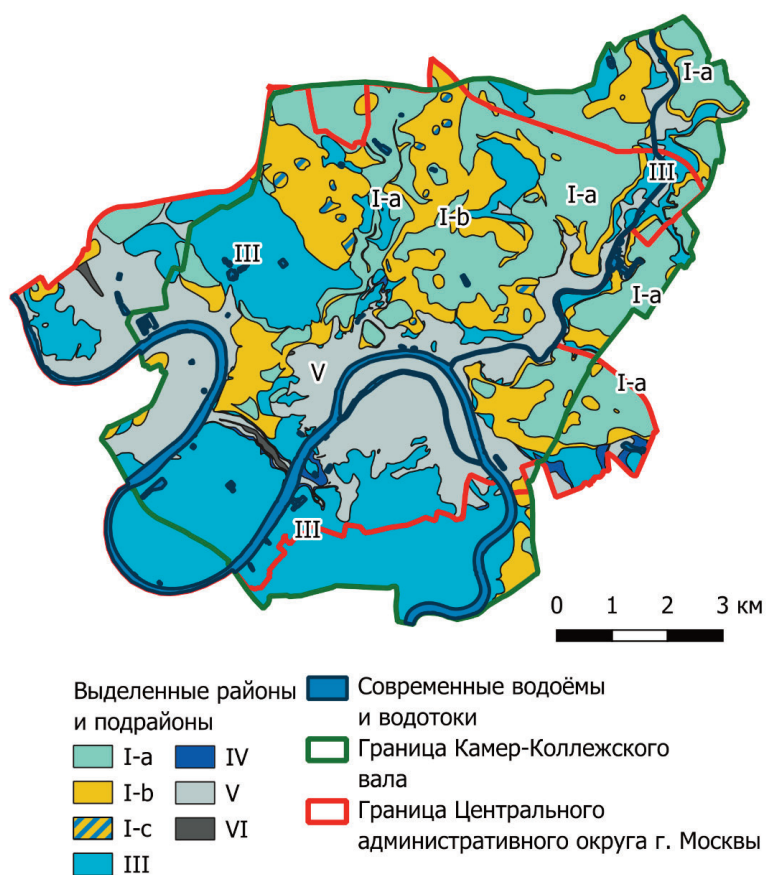 I-a
III
I-a
I-b
I-a
III
I-a
V
I-a
III
0 1 2 3 км
Выделенные районы
и подрайоны
I-a
I-b
I-c
III
IV
V
VI
Современные водоёмы
и водотоки
Граница Камер-Коллежского
вала
Граница Центрального
административного округа г. Москвы